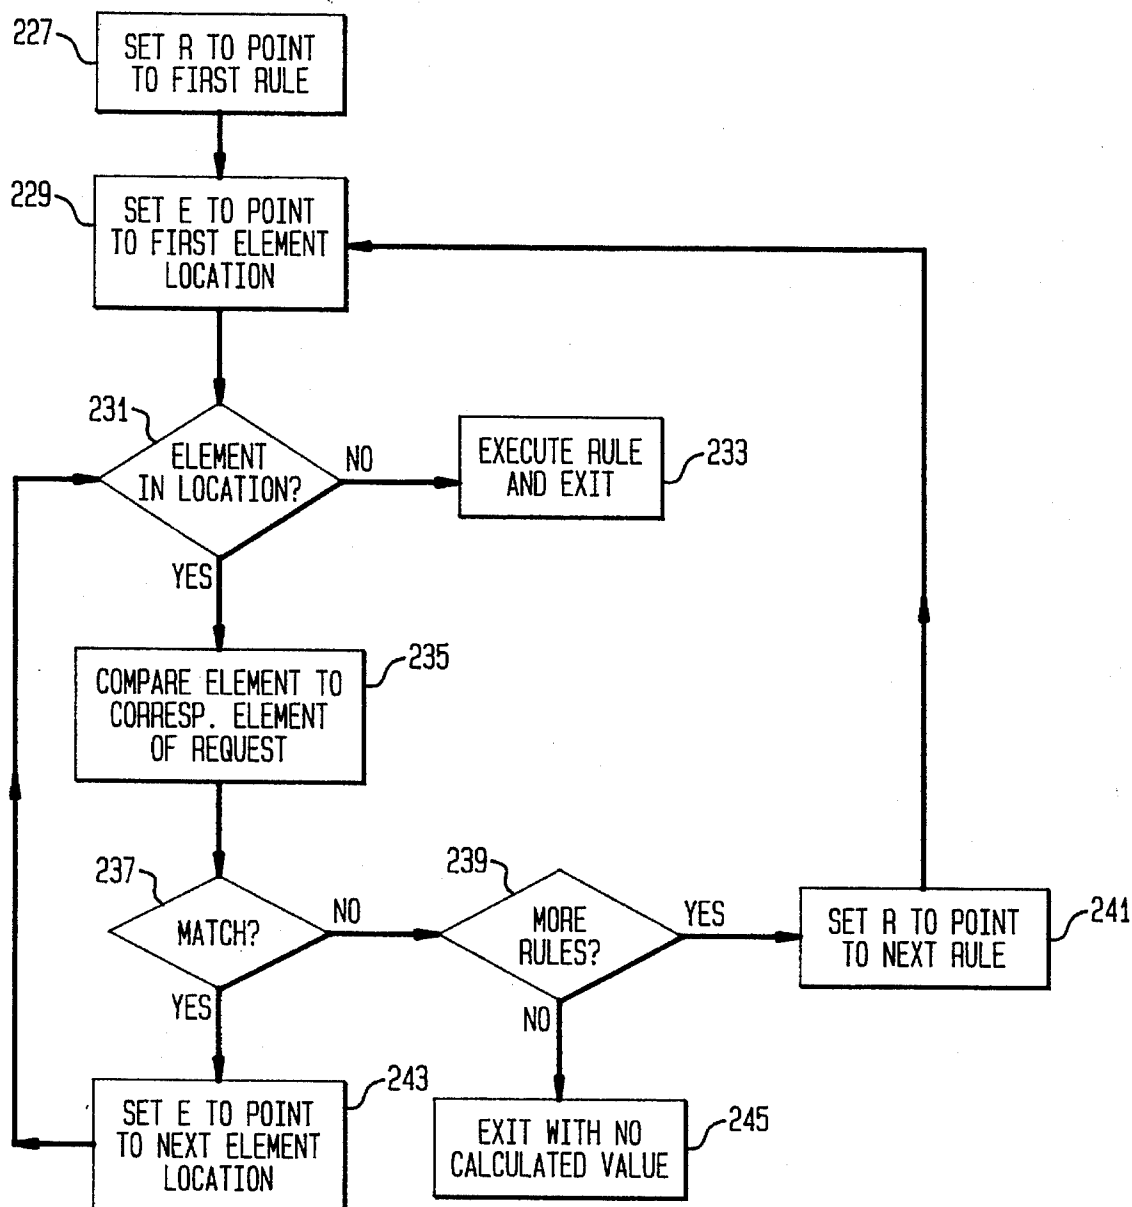 227
SET R TO POINT
TO FIRST RULE
229
SET E TO POINT
TO FIRST ELEMENT
LOCATION
231
ELEMENT
IN LOCATION?
NO
YES
EXECUTE RULE
AND EXIT
233
COMPARE ELEMENT TO
CORRESP. ELEMENT
OF REQUEST
235
237
MATCH?
NO
YES
239
MORE
RULES?
YES
NO
SET R TO POINT
TO NEXT RULE
241
SET E TO POINT
TO NEXT ELEMENT
LOCATION
243
EXIT WITH NO
CALCULATED VALUE
245